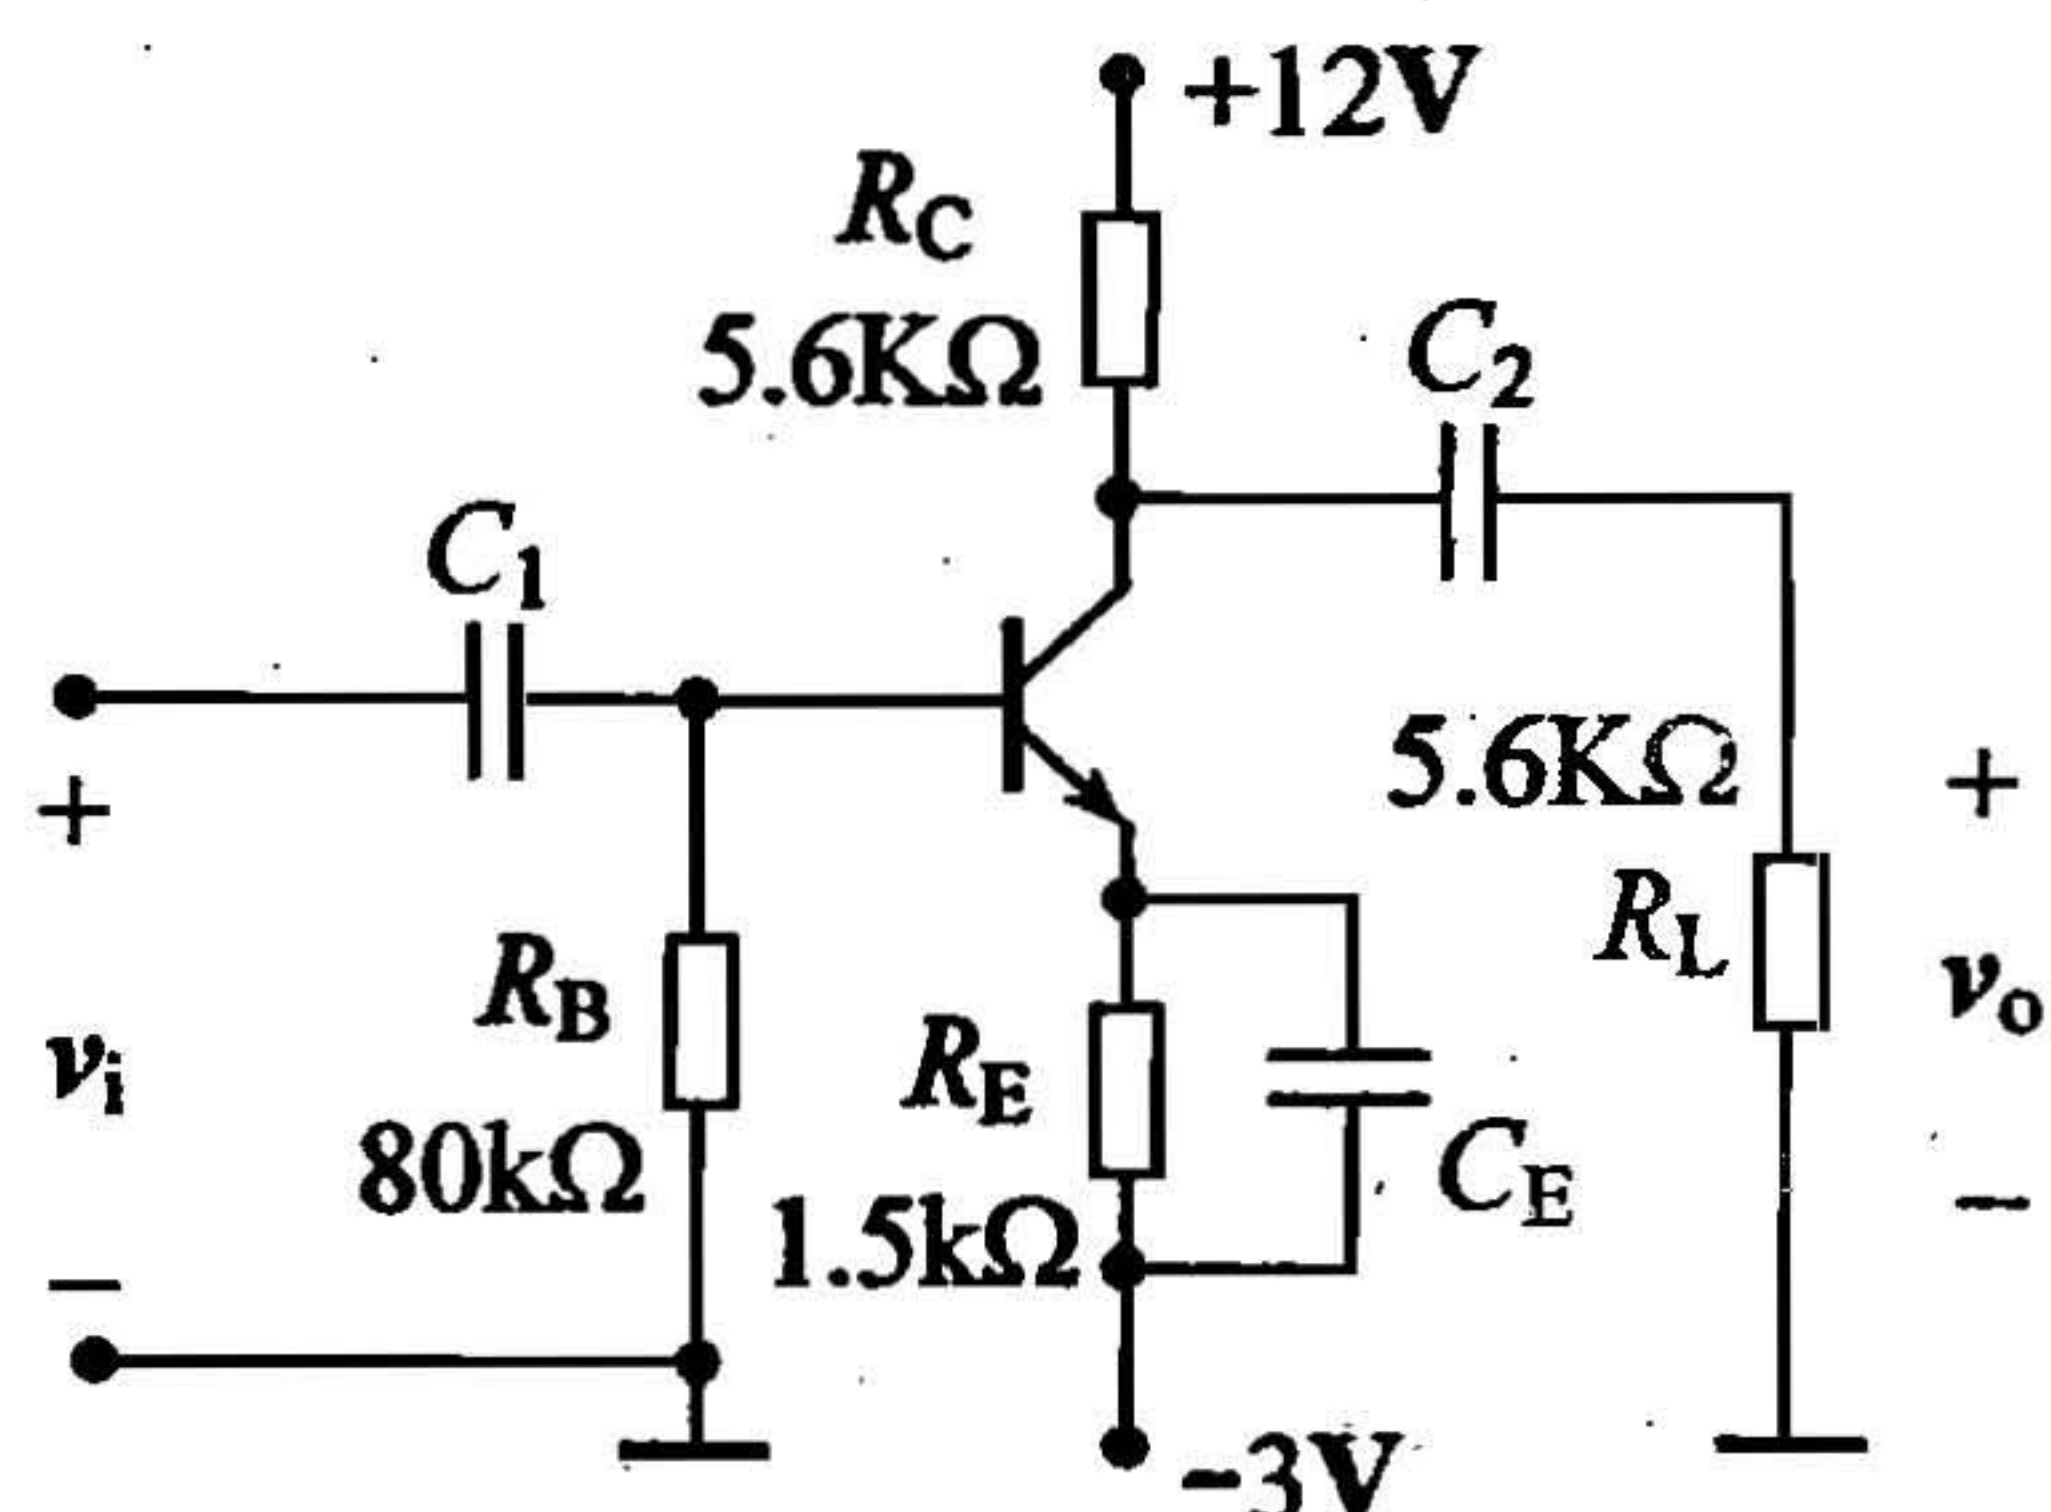 +12V
RC
5.6KΩ
C2
C1
5.6KΩ
+
+
RL
RB
RE
vo
vi
80kΩ
CE
1.5kΩ
−
−
−3V